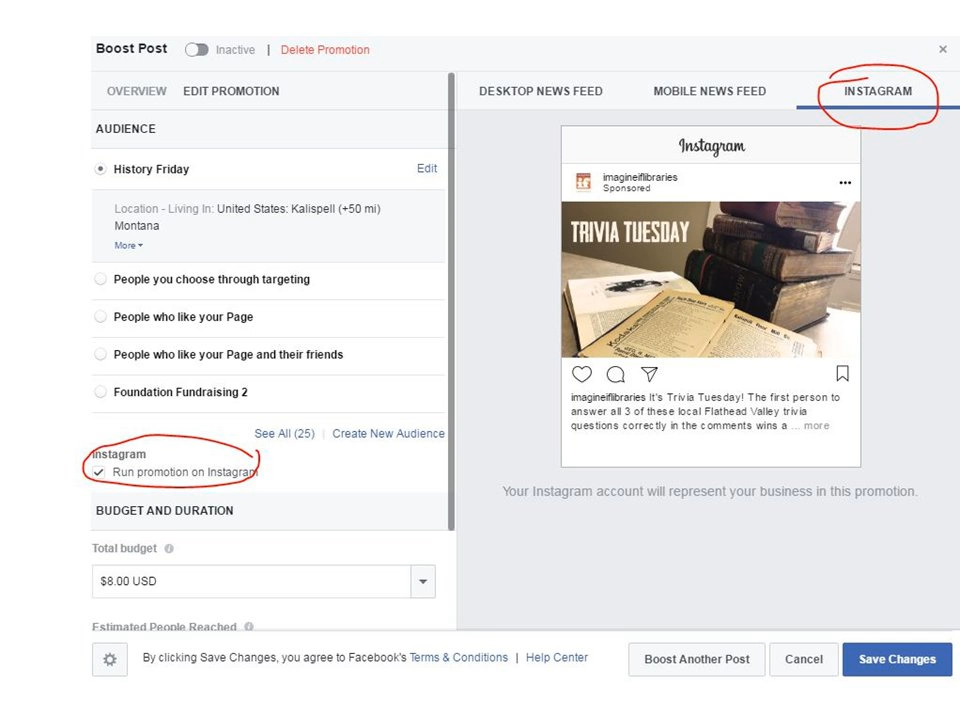 Boost Post Inactive | Delete Promotion ×
OVERVIEW EDIT PROMOTION
DESKTOP NEWS FEED MOBILE NEWS FEED INSTAGRAM
AUDIENCE
History Friday Edit
Location - Living In: United States: Kalispell (+50 mi)
Montana
More
People you choose through targeting
People who like your Page
People who like your Page and their friends
Foundation Fundraising 2
See All (25) | Create New Audience
Instagram
Run promotion on Instagram
BUDGET AND DURATION
Total budget
$8.00 USD
Estimated People Reached
Instagram
imagineiflibraries
Sponsored
if
TRIVIA TUESDAY
Kodaks
imagineiflibraries It's Trivia Tuesday! The first person to
answer all 3 of these local Flathead Valley trivia
questions correctly in the comments wins a ... more
Your Instagram account will represent your business in this promotion.
By clicking Save Changes, you agree to Facebook's Terms & Conditions | Help Center
Boost Another Post Cancel Save Changes